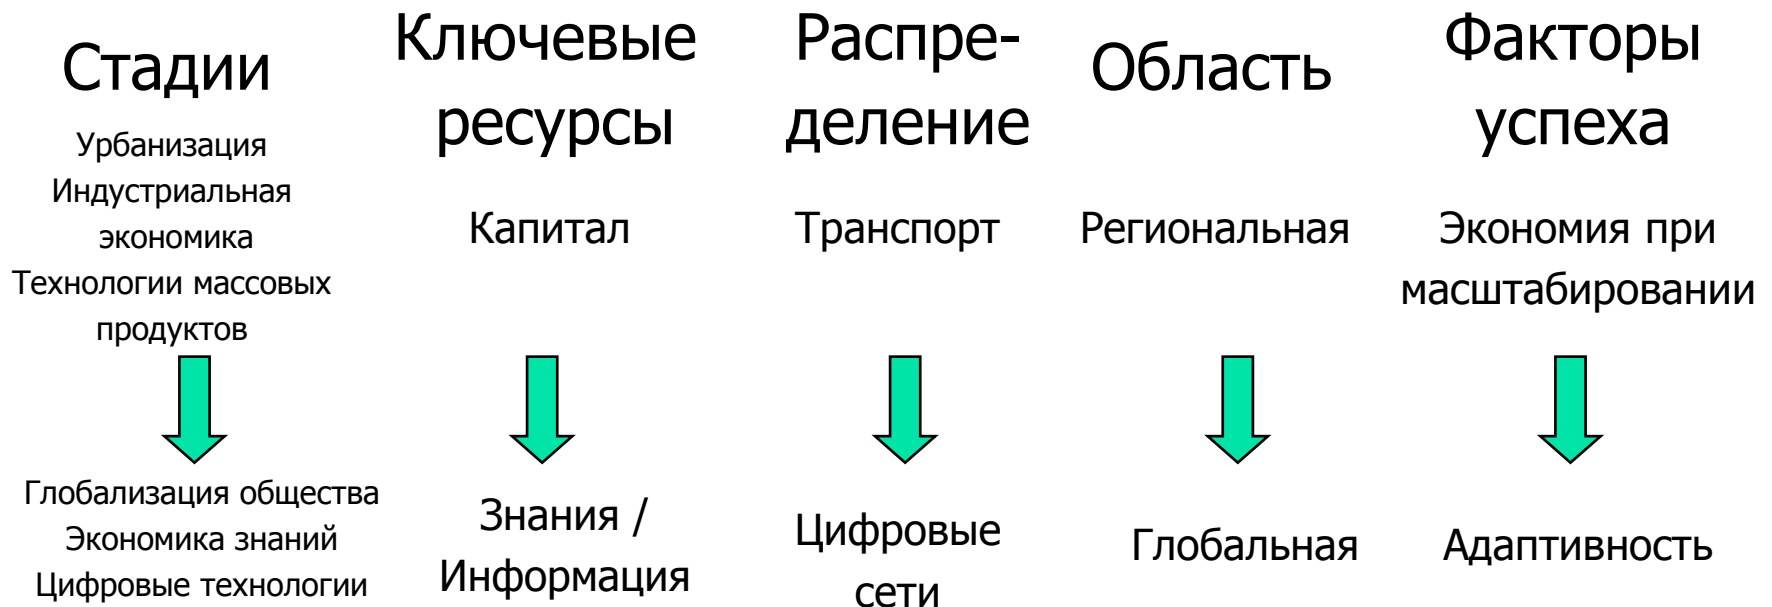 Стадии
Ключевые
ресурсы
Распре-
деление
Область
Факторы
успеха
Урбанизация
Индустриальная
экономика
Технологии массовых
продуктов
Капитал
Транспорт
Региональная
Экономия при
масштабировании
Глобализация общества
Экономика знаний
Цифровые технологии
Знания /
Информация
Цифровые
сети
Глобальная
Адаптивность